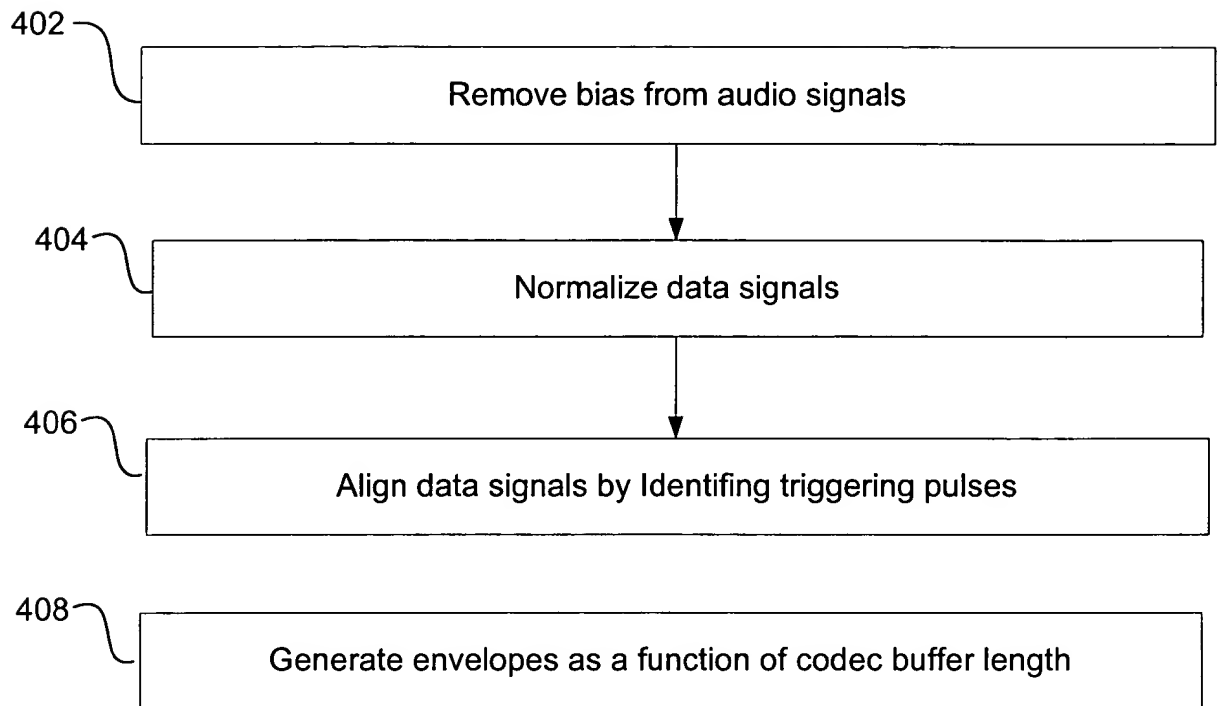 402
Remove bias from audio signals
404
Normalize data signals
406
Align data signals by Identifing triggering pulses
408
Generate envelopes as a function of codec buffer length